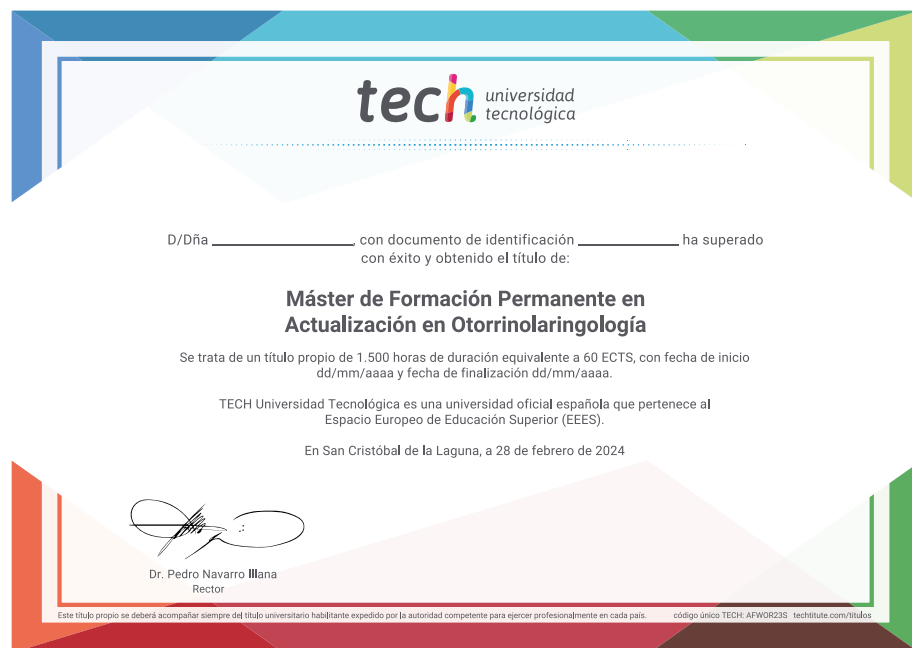 tech universidad
tecnológica
D/Dña ____________________, con documento de identificación ______________ ha superado
con éxito y obtenido el título de:
Máster de Formación Permanente en
Actualización en Otorrinolaringología
Se trata de un título propio de 1.500 horas de duración equivalente a 60 ECTS, con fecha de inicio
dd/mm/aaaa y fecha de finalización dd/mm/aaaa.
TECH Universidad Tecnológica es una universidad oficial española que pertenece al
Espacio Europeo de Educación Superior (EEES).
En San Cristóbal de la Laguna, a 28 de febrero de 2024
Dr. Pedro Navarro Illana
Rector
Este título propio se deberá acompañar siempre del título universitario habilitante expedido por la autoridad competente para ejercer profesionalmente en cada país. código único TECH: AFWOR23S techtitute.com/titulos